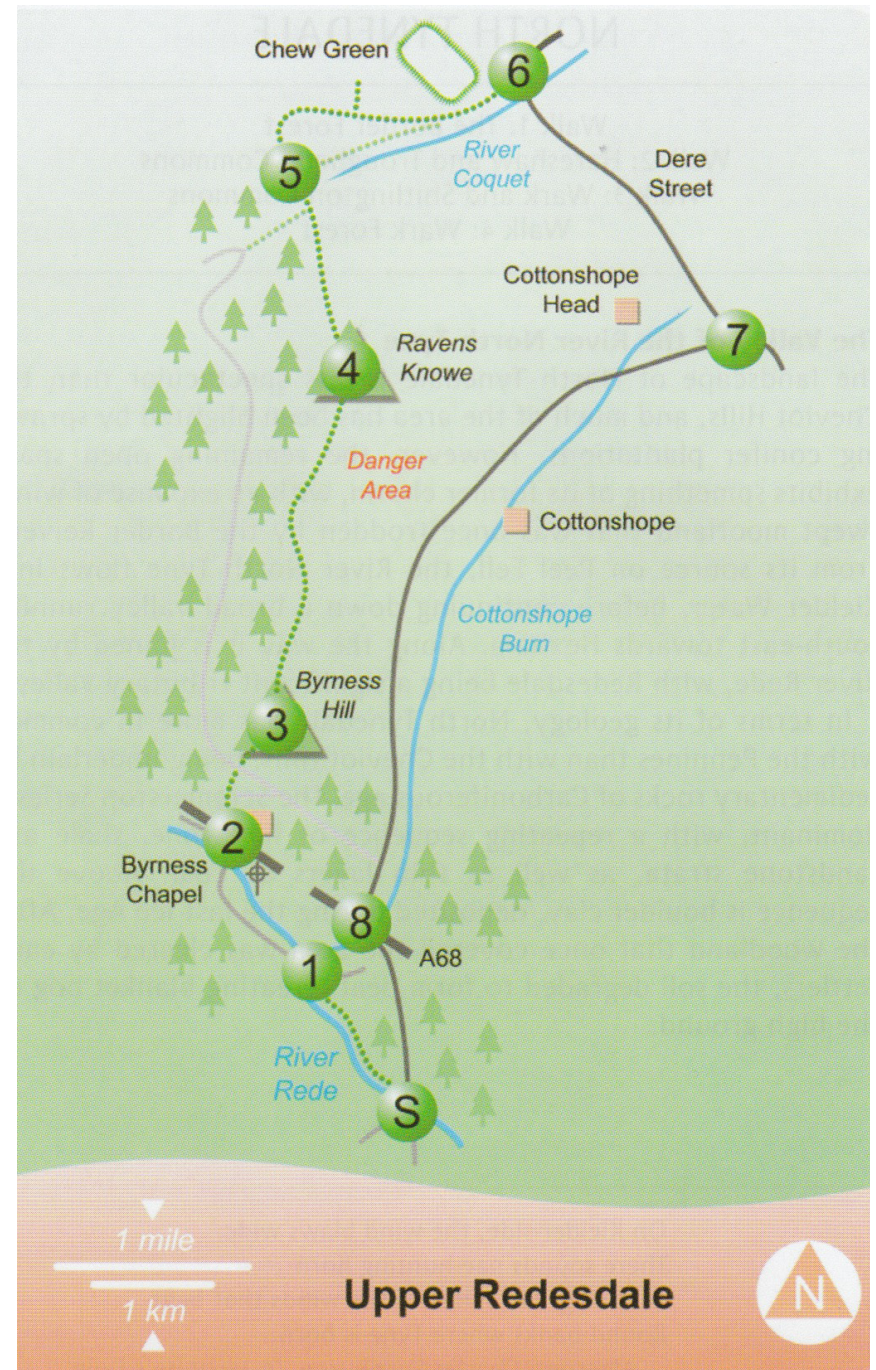 Chew Green
6
River
Coquet
5
Dere
Street
Cottonshope
Head
7
Ravens
Knowe
4
Danger
Area
Cottonshope
Cottonshope
Burn
Byrness
Hill
3
2
Byrness
Chapel
8
A68
1
River
Rede
S
1 mile
1 km
Upper Redesdale
N